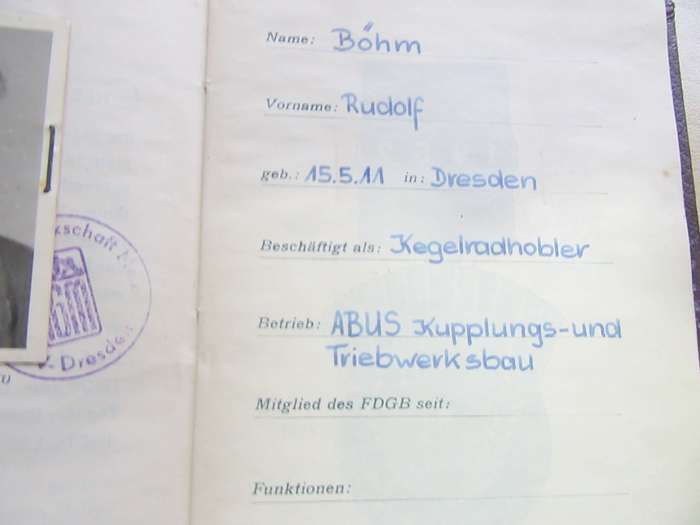 Name: Böhm
Vorname: Rudolf
geb.: 15.5.11 in: Dresden
Beschäftigt als: Kegelradhobler
Betrieb: ABUS Kupplungs-und
Triebwerksbau
Mitglied des FDGB seit:
Funktionen:
Dresden